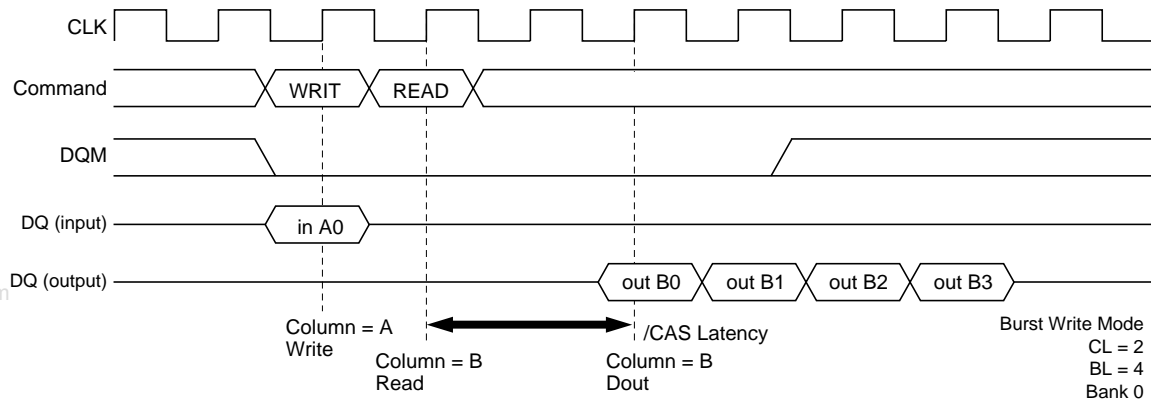 CLK
Command
WRIT
READ
DQM
DQ (input)
in A0
DQ (output)
out B0
out B1
out B2
out B3
n
Column = A
Write
/CAS Latency
Column = B
Read
Column = B
Dout
Burst Write Mode
CL = 2
BL = 4
Bank 0